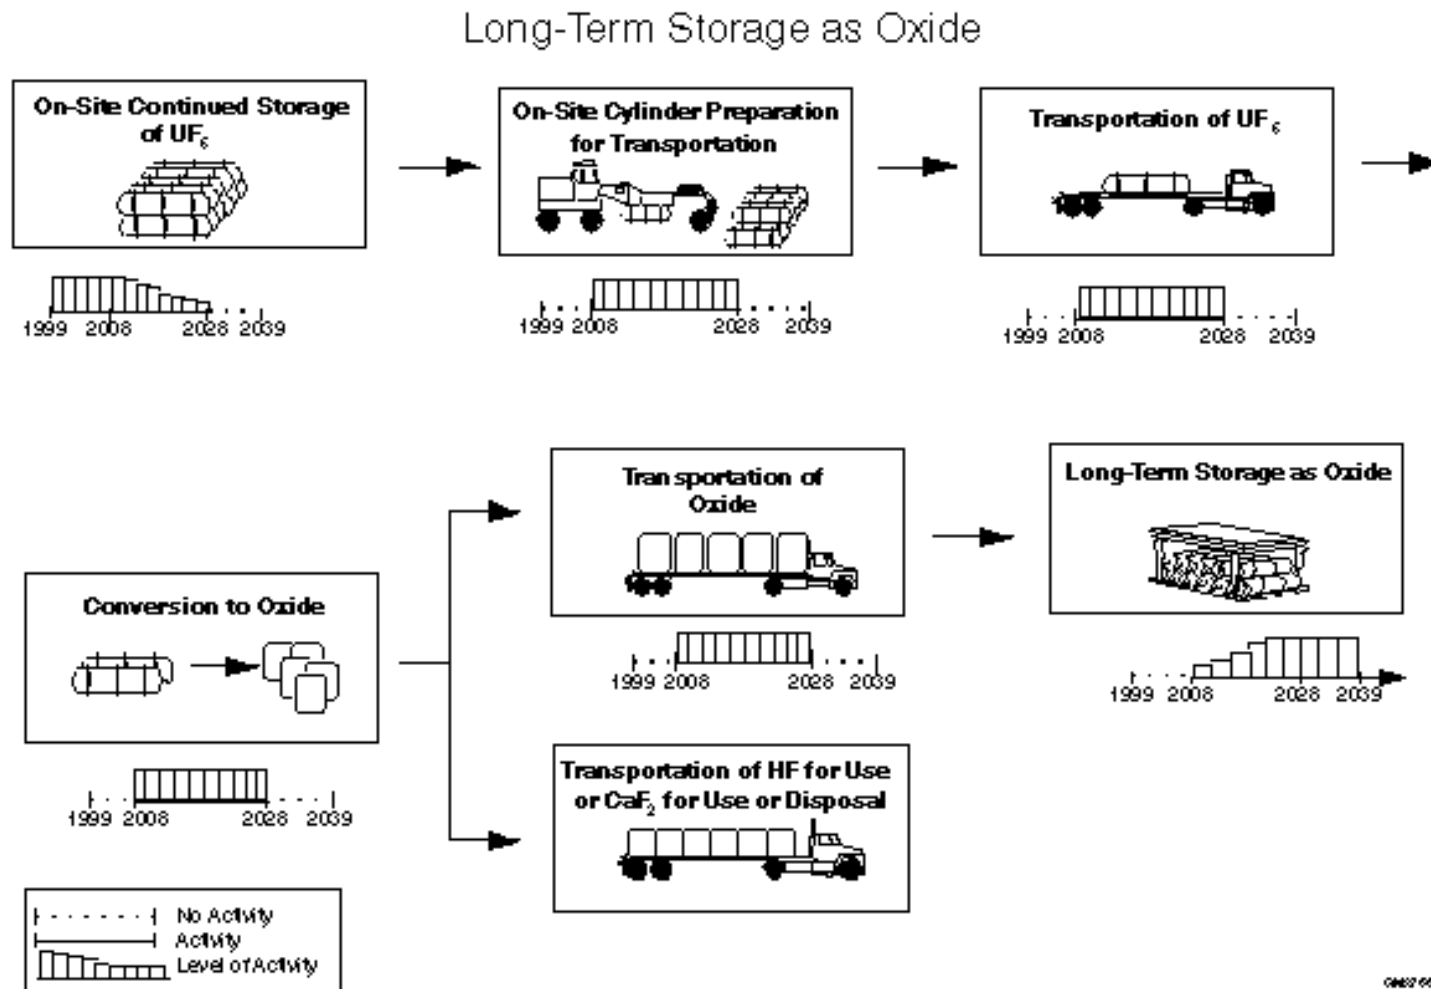 Long-Term Storage as Oxide
On-Site Continued Storage
of UF₆
1999 2008 2028 2039
On-Site Cylinder Preparation
for Transportation
1999 2008 2028 2039
Transportation of UF₆
1999 2008 2028 2039
Conversion to Oxide
1999 2008 2028 2039
Transportation of
Oxide
1999 2008 2028 2039
Long-Term Storage as Oxide
1999 2008 2028 2039
Transportation of HF for Use
or CaF₂ for Use or Disposal
No Activity
Activity
Level of Activity